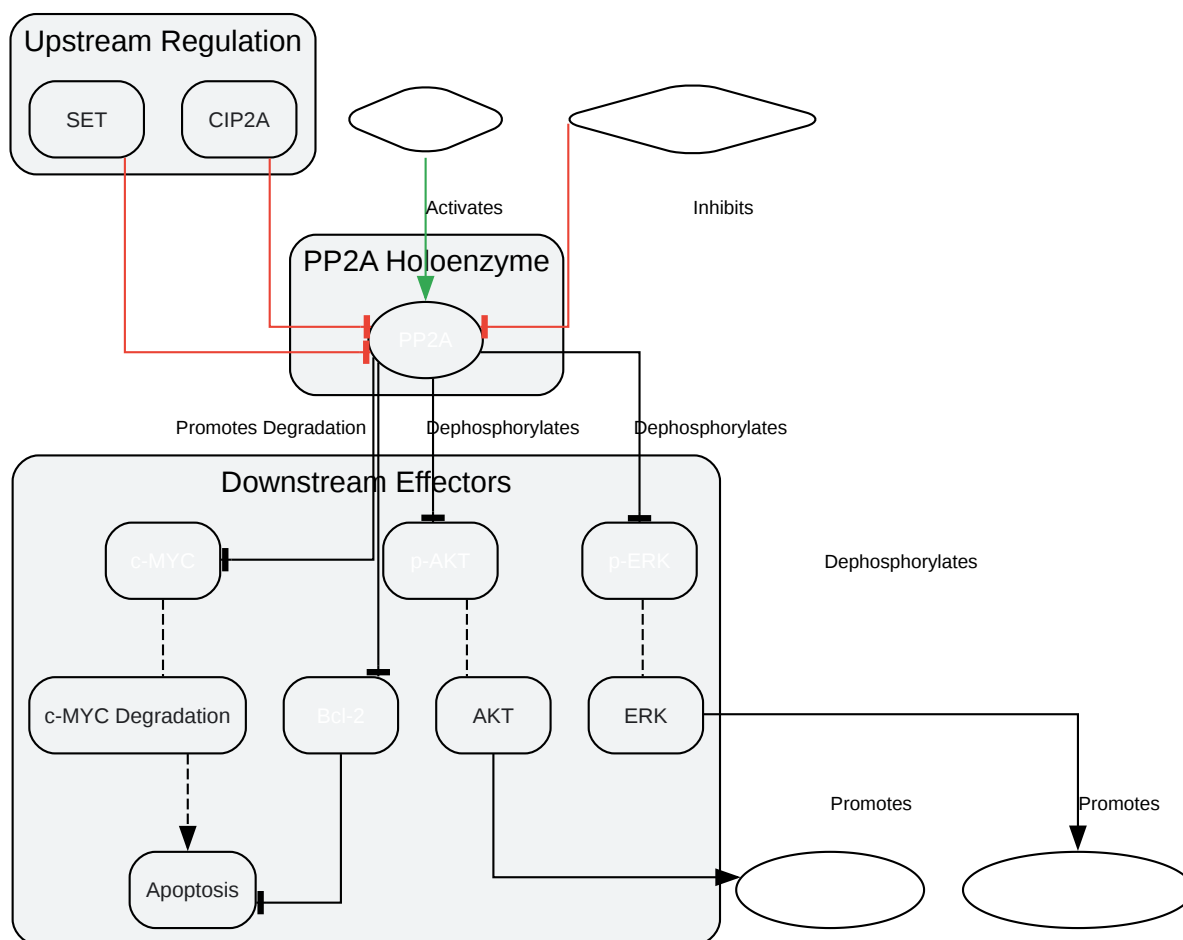 Upstream Regulation
SET
CIP2A
Activates
Inhibits
PP2A Holoenzyme
PP2A
Promotes Degradation
Dephosphorylates
Dephosphorylates
Downstream Effectors
c-MYC
p-AKT
p-ERK
Dephosphorylates
c-MYC Degradation
Bcl-2
AKT
ERK
Promotes
Promotes
Apoptosis